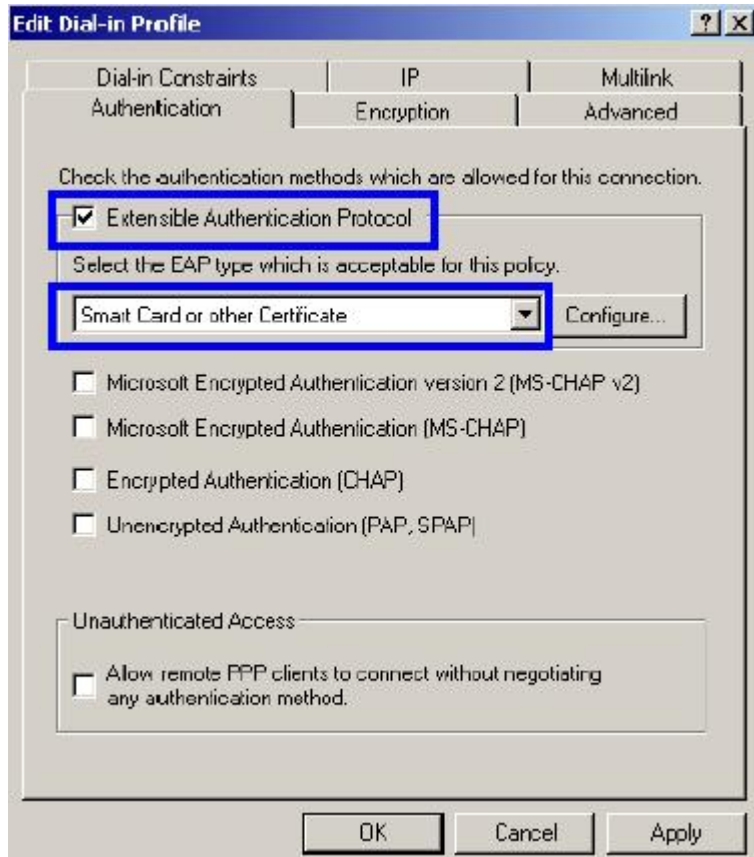 Edit Dial-in Profile
Dial-in Constraints
IP
Multilink
Authentication
Encryption
Advanced
Check the authentication methods which are allowed for this connection.
Extensible Authentication Protocol
Select the EAP type which is acceptable for this policy.
Smart Card or other Certificate
Configure...
Microsoft Encrypted Authentication version 2 (MS-CHAP v2)
Microsoft Encrypted Authentication (MS-CHAP)
Encrypted Authentication (CHAP)
Unencrypted Authentication (PAP, SPAP)
Unauthenticated Access
Allow remote PPP clients to connect without negotiating
any authentication method.
OK
Cancel
Apply